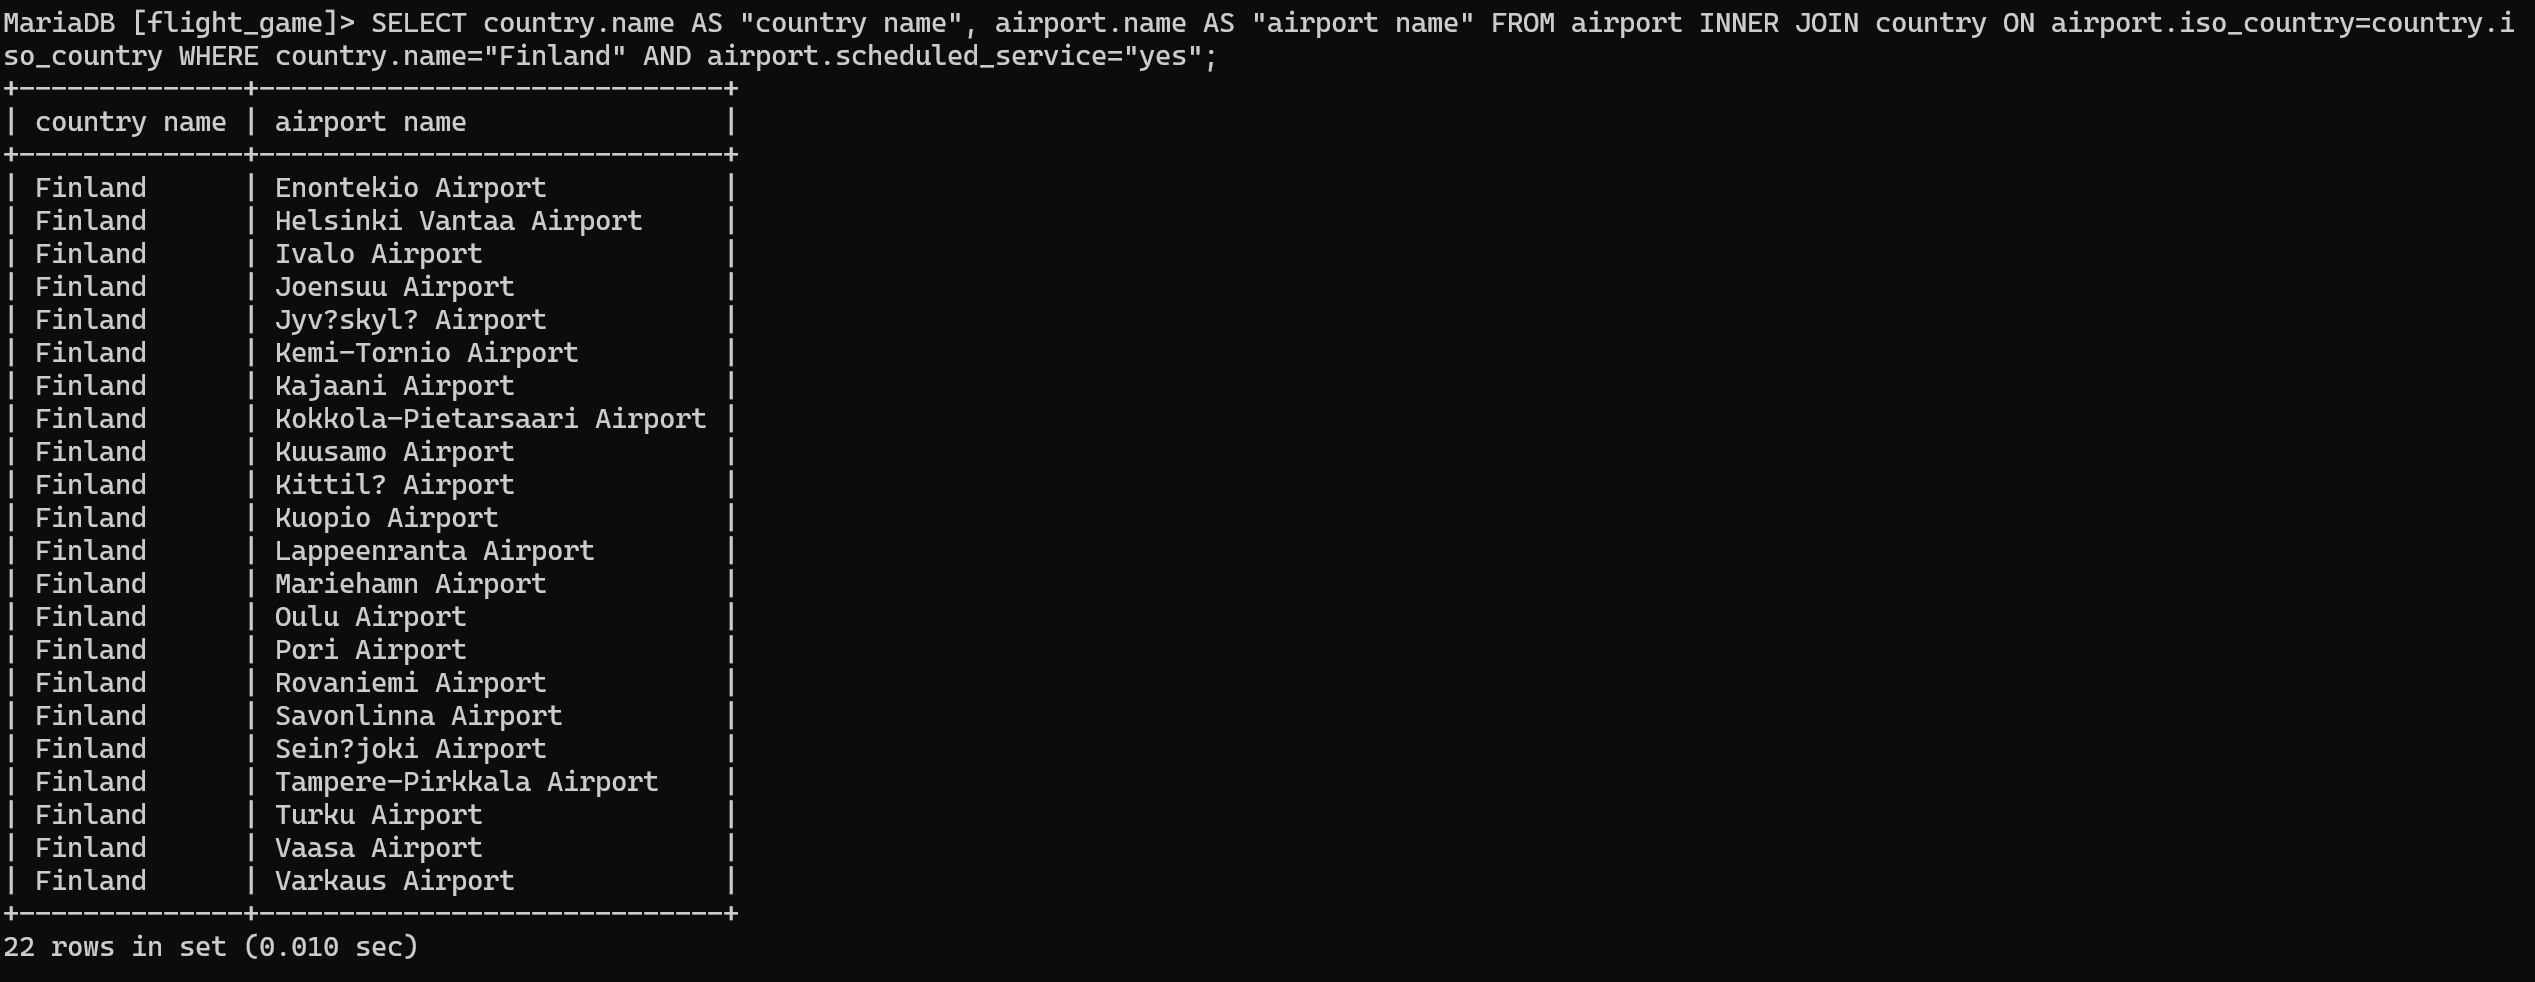 MariaDB [flight_game]> SELECT country.name AS "country name", airport.name AS "airport name" FROM airport INNER JOIN country ON airport.iso_country=country.i
so_country WHERE country.name="Finland" AND airport.scheduled_service="yes";
+--------------+-----------------------------+
| country name | airport name                |
+--------------+-----------------------------+
| Finland      | Enontekio Airport           |
| Finland      | Helsinki Vantaa Airport     |
| Finland      | Ivalo Airport               |
| Finland      | Joensuu Airport             |
| Finland      | Jyv?skyl? Airport           |
| Finland      | Kemi-Tornio Airport         |
| Finland      | Kajaani Airport             |
| Finland      | Kokkola-Pietarsaari Airport |
| Finland      | Kuusamo Airport             |
| Finland      | Kittil? Airport             |
| Finland      | Kuopio Airport              |
| Finland      | Lappeenranta Airport        |
| Finland      | Mariehamn Airport           |
| Finland      | Oulu Airport                |
| Finland      | Pori Airport                |
| Finland      | Rovaniemi Airport           |
| Finland      | Savonlinna Airport          |
| Finland      | Sein?joki Airport           |
| Finland      | Tampere-Pirkkala Airport    |
| Finland      | Turku Airport               |
| Finland      | Vaasa Airport               |
| Finland      | Varkaus Airport             |
+--------------+-----------------------------+
22 rows in set (0.010 sec)